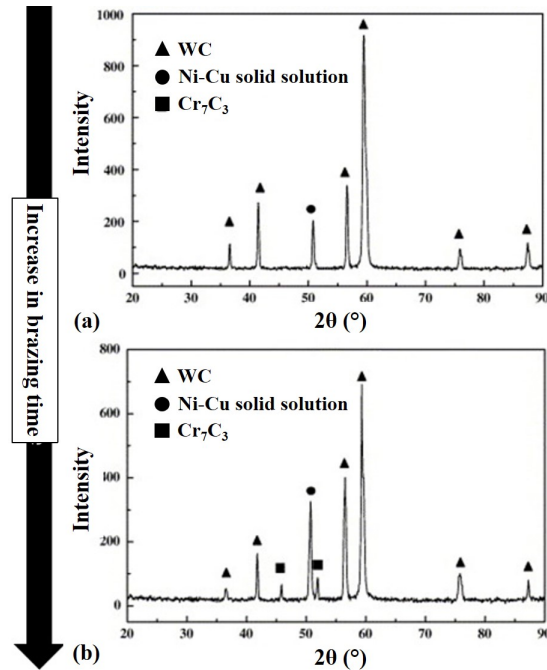 Increase in brazing time
1000
▲ WC
● Ni-Cu solid solution
■ Cr₇C₃
800
600
400
200
0
Intensity
20 30 40 50 60 70 80 90
(a)
2θ (°)
800
▲ WC
● Ni-Cu solid solution
■ Cr₇C₃
600
400
200
0
Intensity
20 30 40 50 60 70 80 90
(b)
2θ (°)